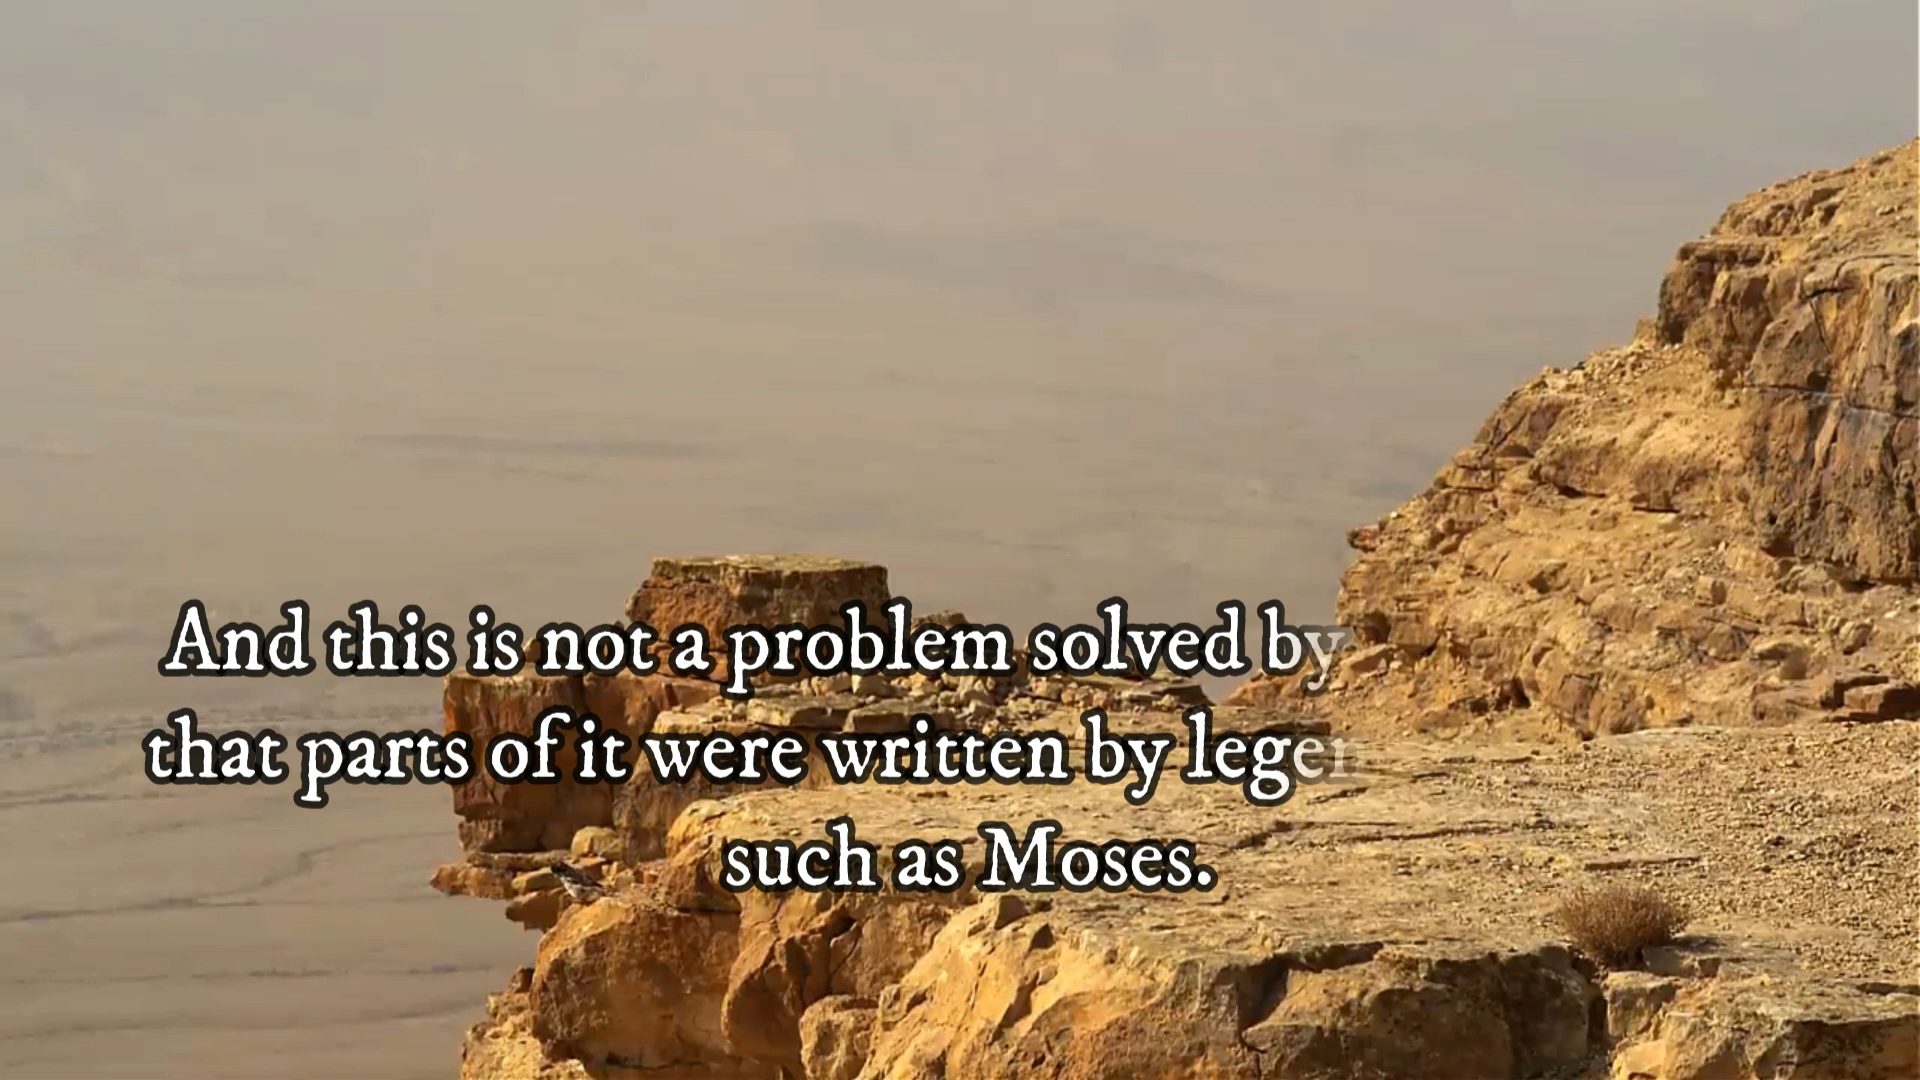 And this is not a problem solved by
that parts of it were written by
such as Moses.